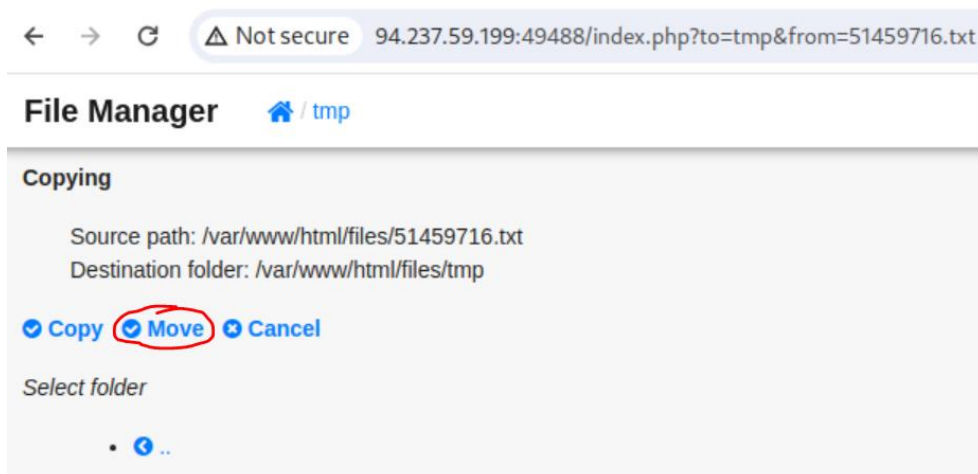 Not secure 94.237.59.199:49488/index.php?to=tmp&from=51459716.txt
File Manager / tmp
Copying
Source path: /var/www/html/files/51459716.txt
Destination folder: /var/www/html/files/tmp
Copy Move Cancel
Select folder
..